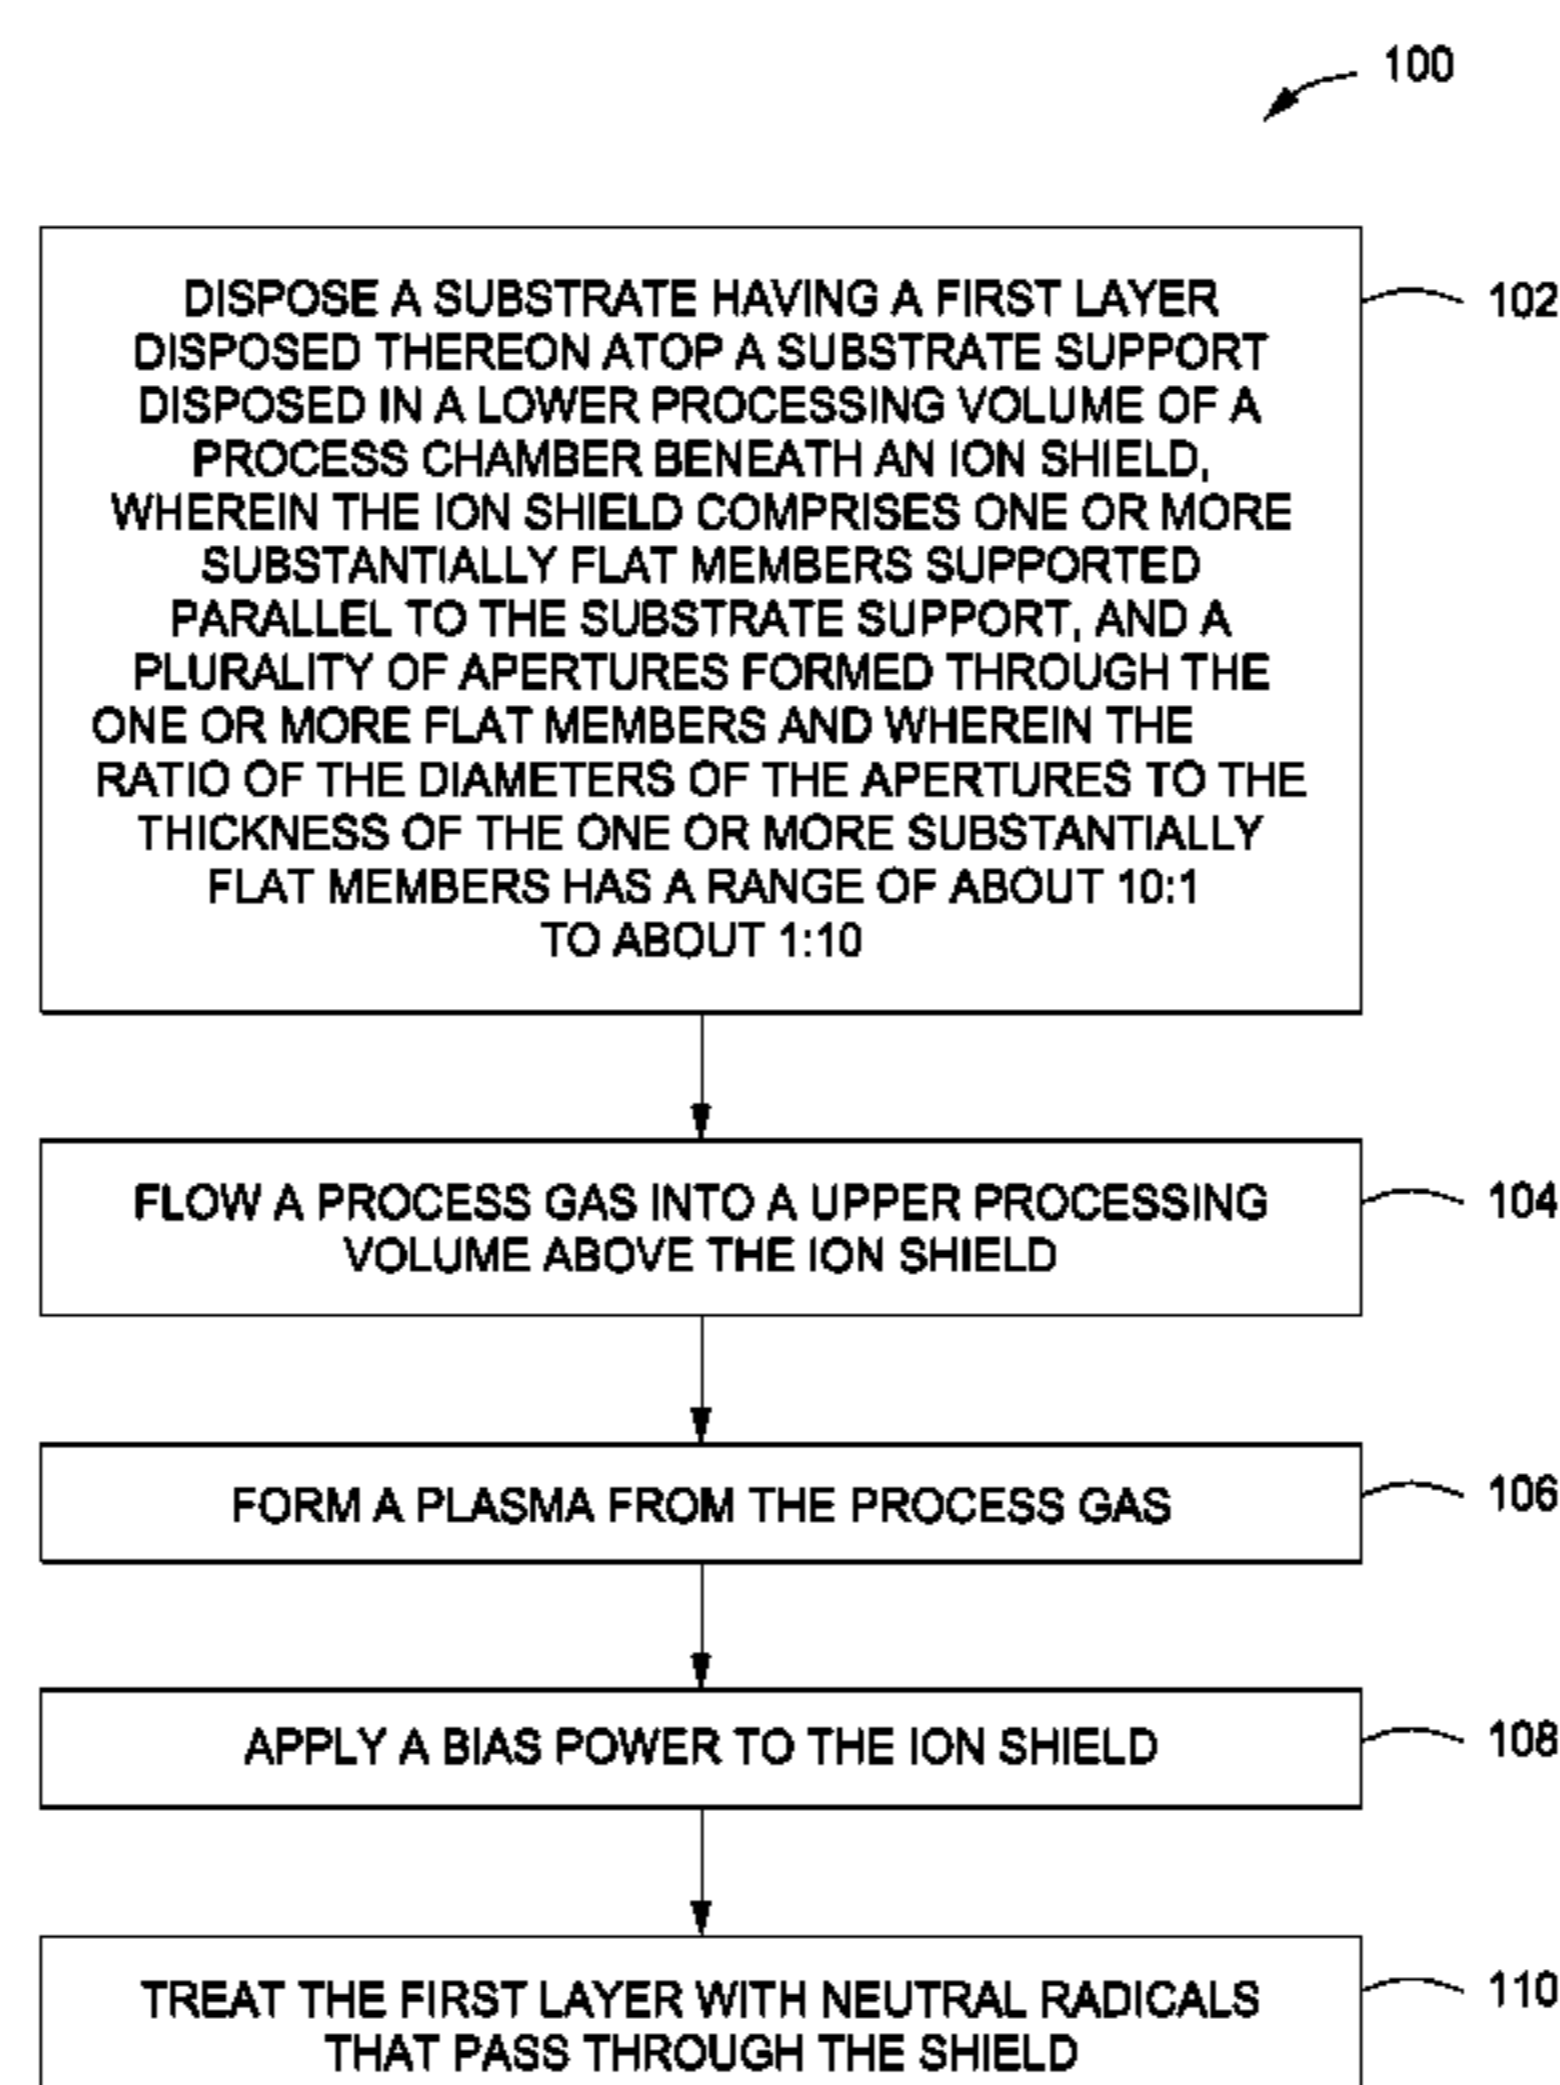 100
DISPOSE A SUBSTRATE HAVING A FIRST LAYER
DISPOSED THEREON ATOP A SUBSTRATE SUPPORT
DISPOSED IN A LOWER PROCESSING VOLUME OF A
PROCESS CHAMBER BENEATH AN ION SHIELD,
WHEREIN THE ION SHIELD COMPRISES ONE OR MORE
SUBSTANTIALLY FLAT MEMBERS SUPPORTED
PARALLEL TO THE SUBSTRATE SUPPORT, AND A
PLURALITY OF APERTURES FORMED THROUGH THE
ONE OR MORE FLAT MEMBERS AND WHEREIN THE
RATIO OF THE DIAMETERS OF THE APERTURES TO THE
THICKNESS OF THE ONE OR MORE SUBSTANTIALLY
FLAT MEMBERS HAS A RANGE OF ABOUT 10:1
TO ABOUT 1:10
102
FLOW A PROCESS GAS INTO A UPPER PROCESSING
VOLUME ABOVE THE ION SHIELD
104
FORM A PLASMA FROM THE PROCESS GAS
106
APPLY A BIAS POWER TO THE ION SHIELD
108
TREAT THE FIRST LAYER WITH NEUTRAL RADICALS
THAT PASS THROUGH THE SHIELD
110